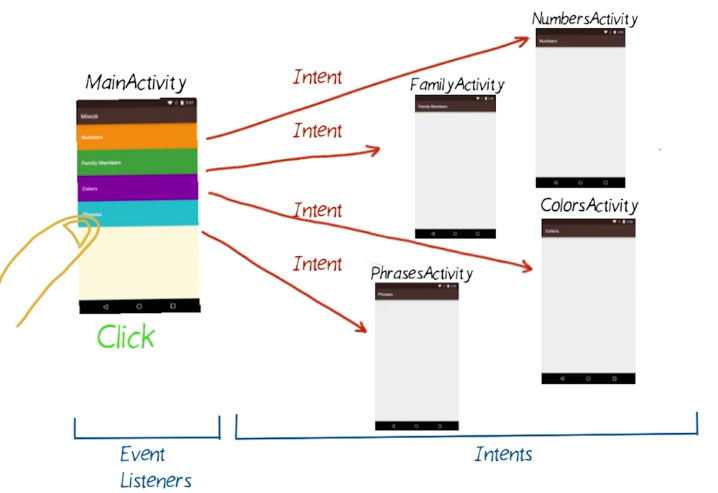 NumbersActivity
Numbers
MainActivity
Miwok
Numbers
Family Members
Colors
Phrases
Click
Intent
Intent
Intent
Intent
FamilyActivity
Family Members
ColorsActivity
Colors
PhrasesActivity
Phrases
Event
Listeners
Intents